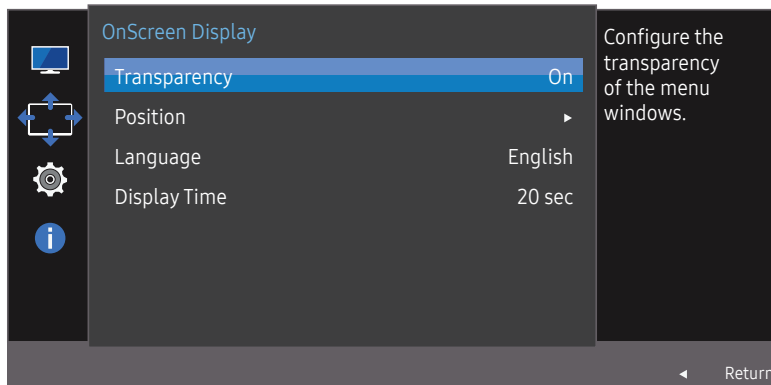 OnScreen Display
Transparency On
Position ▸
Language English
Display Time 20 sec
Configure the
transparency
of the menu
windows.
i
◂ Return